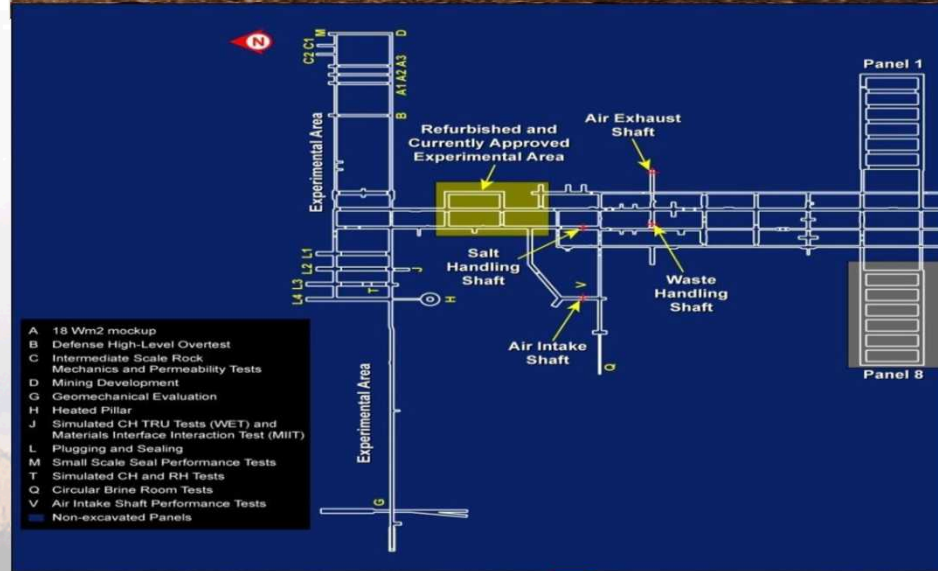 N
M
C2 C1
D
A1 A2 A3
B
Experimental Area
Refurbished and
Currently Approved
Experimental Area
Air Exhaust
Shaft
Panel 1
L4 L3 L2 L1
J
T
H
Salt
Handling
Shaft
V
Waste
Handling
Shaft
Air Intake
Shaft
Q
Panel 8
Experimental Area
G
A 18 Wm2 mockup
B Defense High-Level Overtest
C Intermediate Scale Rock
Mechanics and Permeability Tests
D Mining Development
G Geomechanical Evaluation
H Heated Pillar
J Simulated CH TRU Tests (WET) and
Materials Interface Interaction Test (MIIT)
L Plugging and Sealing
M Small Scale Seal Performance Tests
T Simulated CH and RH Tests
Q Circular Brine Room Tests
V Air Intake Shaft Performance Tests
Non-excavated Panels